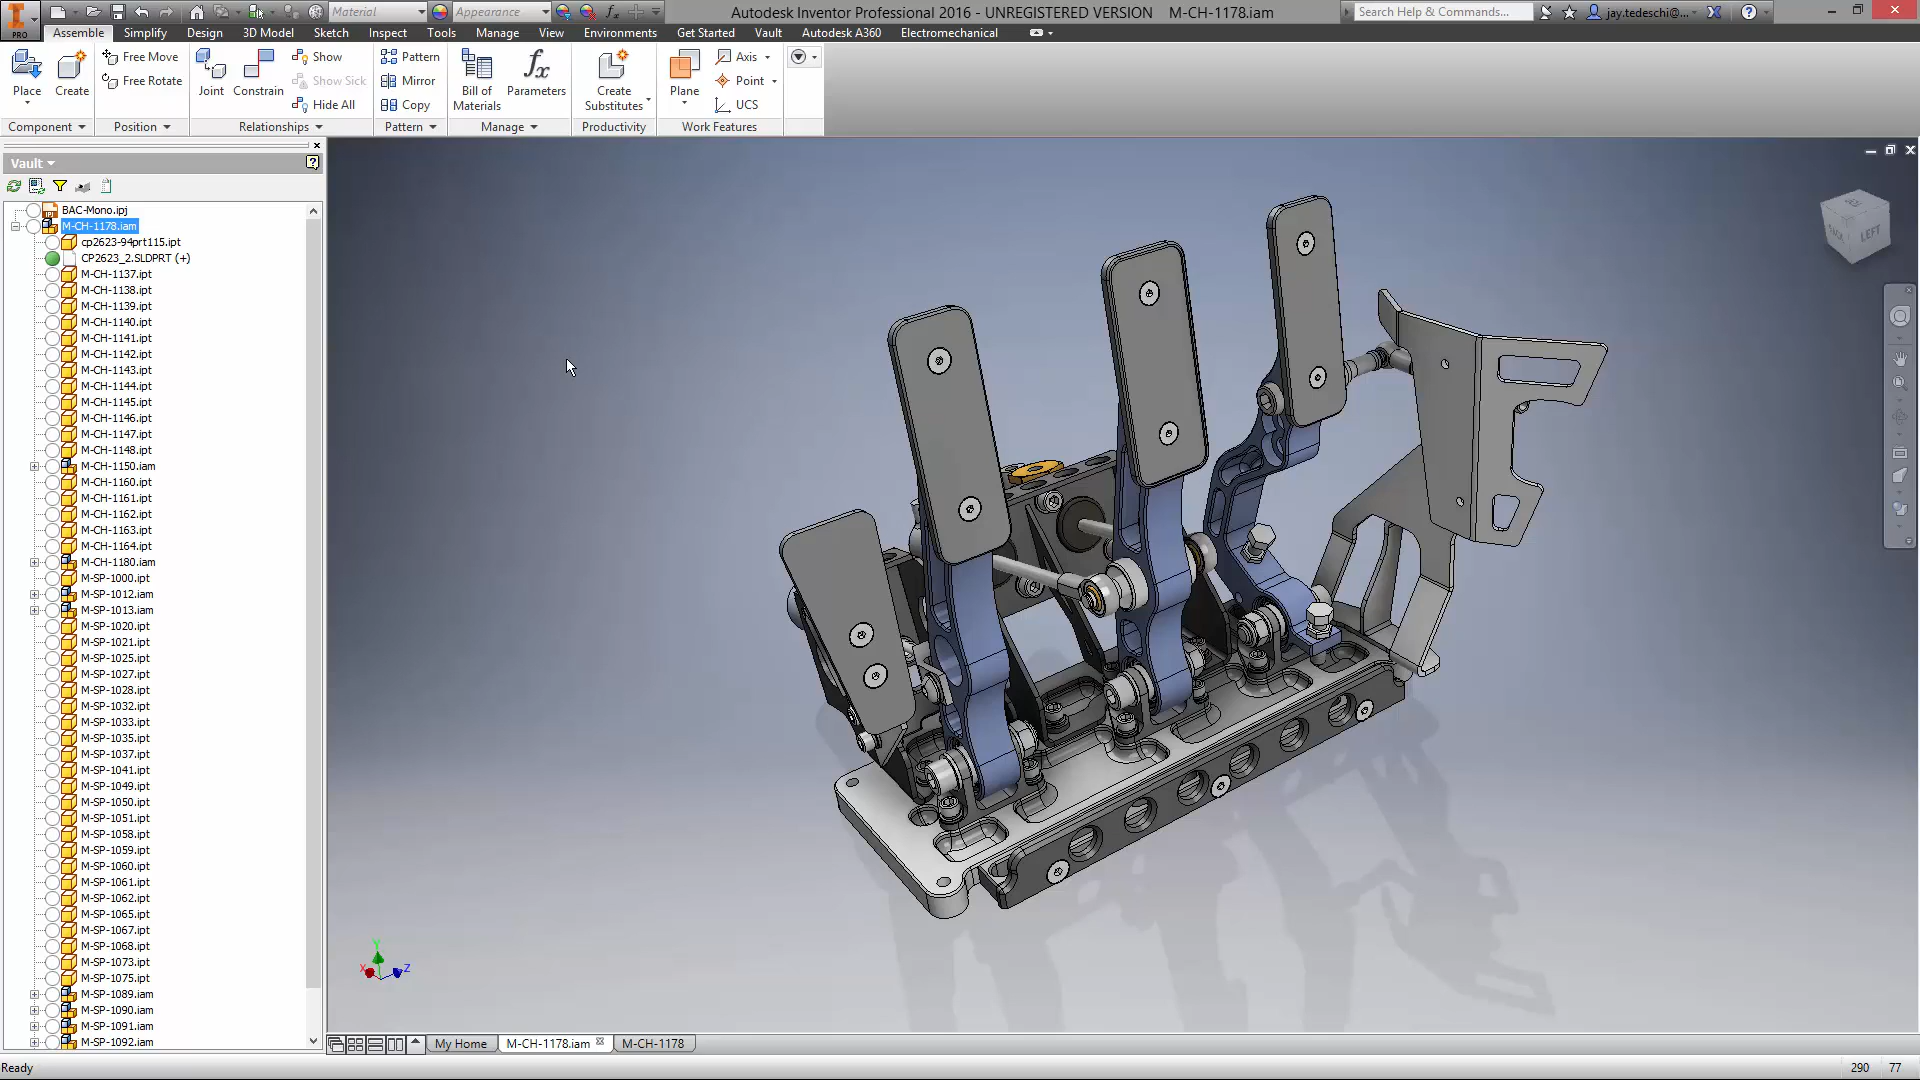 Material
Appearance
Autodesk Inventor Professional 2016 - UNREGISTERED VERSION M-CH-1178.iam
Search Help & Commands...
jay.tedeschi@...
PRO
Assemble Simplify Design 3D Model Sketch Inspect Tools Manage View Environments Get Started Vault Autodesk A360 Electromechanical
Place
Create
Free Move
Free Rotate
Joint
Constrain
Show
Show Sick
Hide All
Pattern
Mirror
Copy
Bill of
Materials
fx
Parameters
Create
Substitutes
Plane
Axis
Point
UCS
Component
Position
Relationships
Pattern
Manage
Productivity
Work Features
Vault
BAC-Mono.ipj
M-CH-1178.iam
cp2623-94prt115.ipt
CP2623_2.SLDPRT (+)
M-CH-1137.ipt
M-CH-1138.ipt
M-CH-1139.ipt
M-CH-1140.ipt
M-CH-1141.ipt
M-CH-1142.ipt
M-CH-1143.ipt
M-CH-1144.ipt
M-CH-1145.ipt
M-CH-1146.ipt
M-CH-1147.ipt
M-CH-1148.ipt
M-CH-1150.iam
M-CH-1160.ipt
M-CH-1161.ipt
M-CH-1162.ipt
M-CH-1163.ipt
M-CH-1164.ipt
M-CH-1180.iam
M-SP-1000.ipt
M-SP-1012.iam
M-SP-1013.iam
M-SP-1020.ipt
M-SP-1021.ipt
M-SP-1025.ipt
M-SP-1027.ipt
M-SP-1028.ipt
M-SP-1032.ipt
M-SP-1033.ipt
M-SP-1035.ipt
M-SP-1037.ipt
M-SP-1041.ipt
M-SP-1049.ipt
M-SP-1050.ipt
M-SP-1051.ipt
M-SP-1058.ipt
M-SP-1059.ipt
M-SP-1060.ipt
M-SP-1061.ipt
M-SP-1062.ipt
M-SP-1065.ipt
M-SP-1067.ipt
M-SP-1068.ipt
M-SP-1073.ipt
M-SP-1075.ipt
M-SP-1089.iam
M-SP-1090.iam
M-SP-1091.iam
M-SP-1092.iam
LEFT
Y
X
Z
My Home
M-CH-1178.iam
M-CH-1178
Ready
290 77